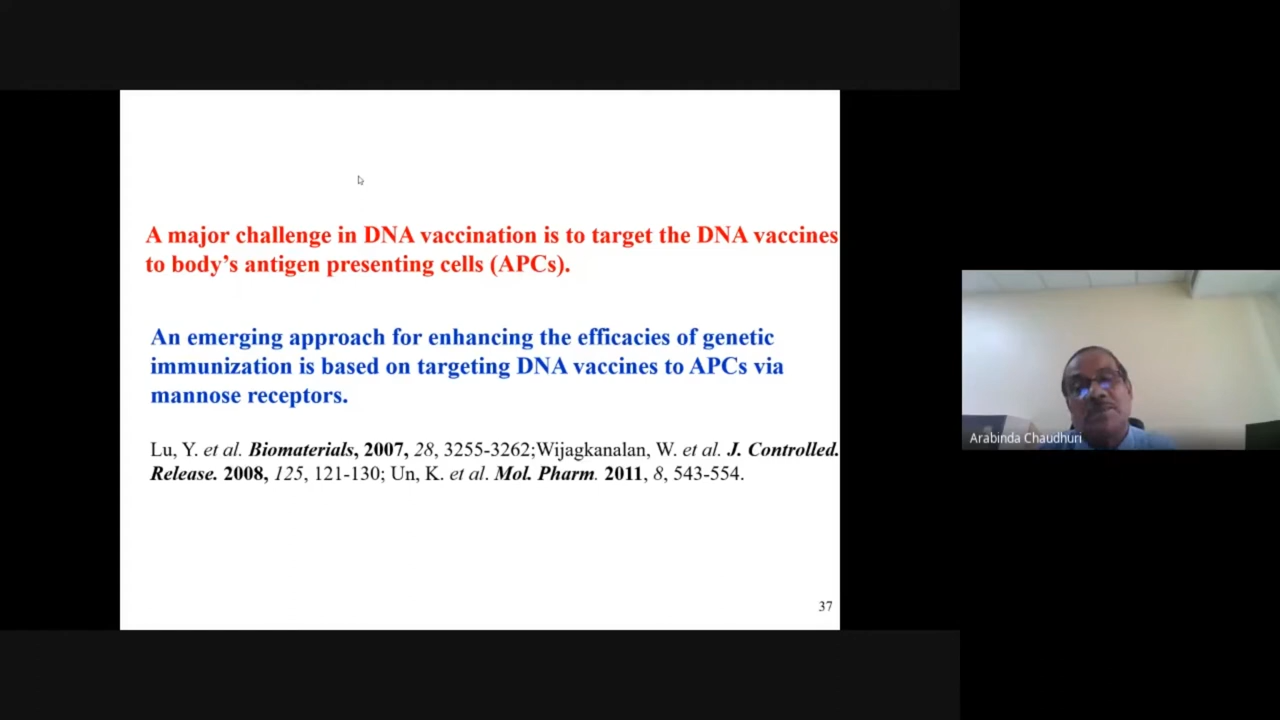 A major challenge in DNA vaccination is to target the DNA vaccines
to body's antigen presenting cells (APCs).
An emerging approach for enhancing the efficacies of genetic
immunization is based on targeting DNA vaccines to APCs via
mannose receptors.
Lu, Y. et al. Biomaterials, 2007, 28, 3255-3262;Wijagkanalan, W. et al. J. Controlled.
Release. 2008, 125, 121-130; Un, K. et al. Mol. Pharm. 2011, 8, 543-554.
37
Arabinda Chaudhuri